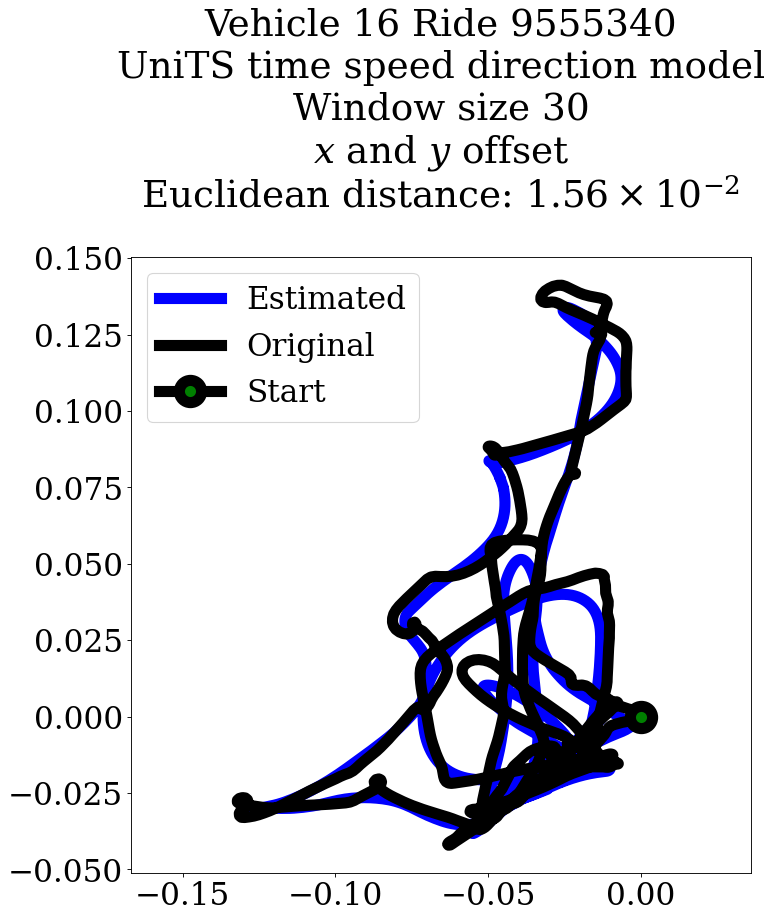 Vehicle 16 Ride 9555340
UniTS time speed direction model
Window size 30
x and y offset
Euclidean distance: 1.56 × 10⁻²
0.150
0.125
0.100
0.075
0.050
0.025
0.000
−0.025
−0.050
Estimated
Original
Start
−0.15 −0.10 −0.05 0.00